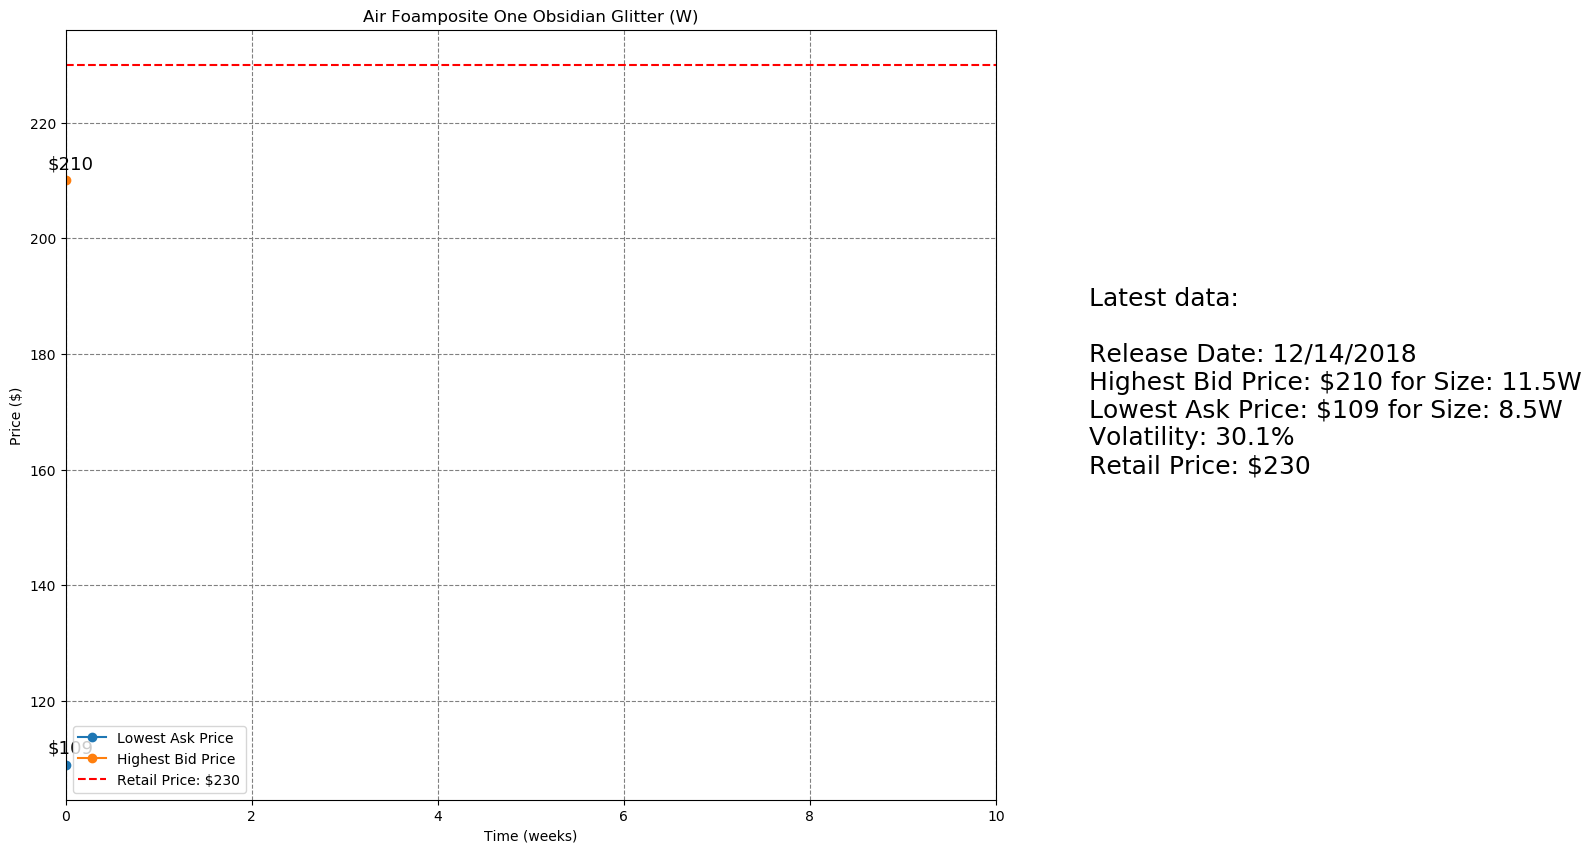 Air Foamposite One Obsidian Glitter (W)
220
200
180
160
140
120
Price ($)
$210
$109
Lowest Ask Price
Highest Bid Price
Retail Price: $230
0 2 4 6 8 10
Time (weeks)
Latest data:
Release Date: 12/14/2018
Highest Bid Price: $210 for Size: 11.5W
Lowest Ask Price: $109 for Size: 8.5W
Volatility: 30.1%
Retail Price: $230